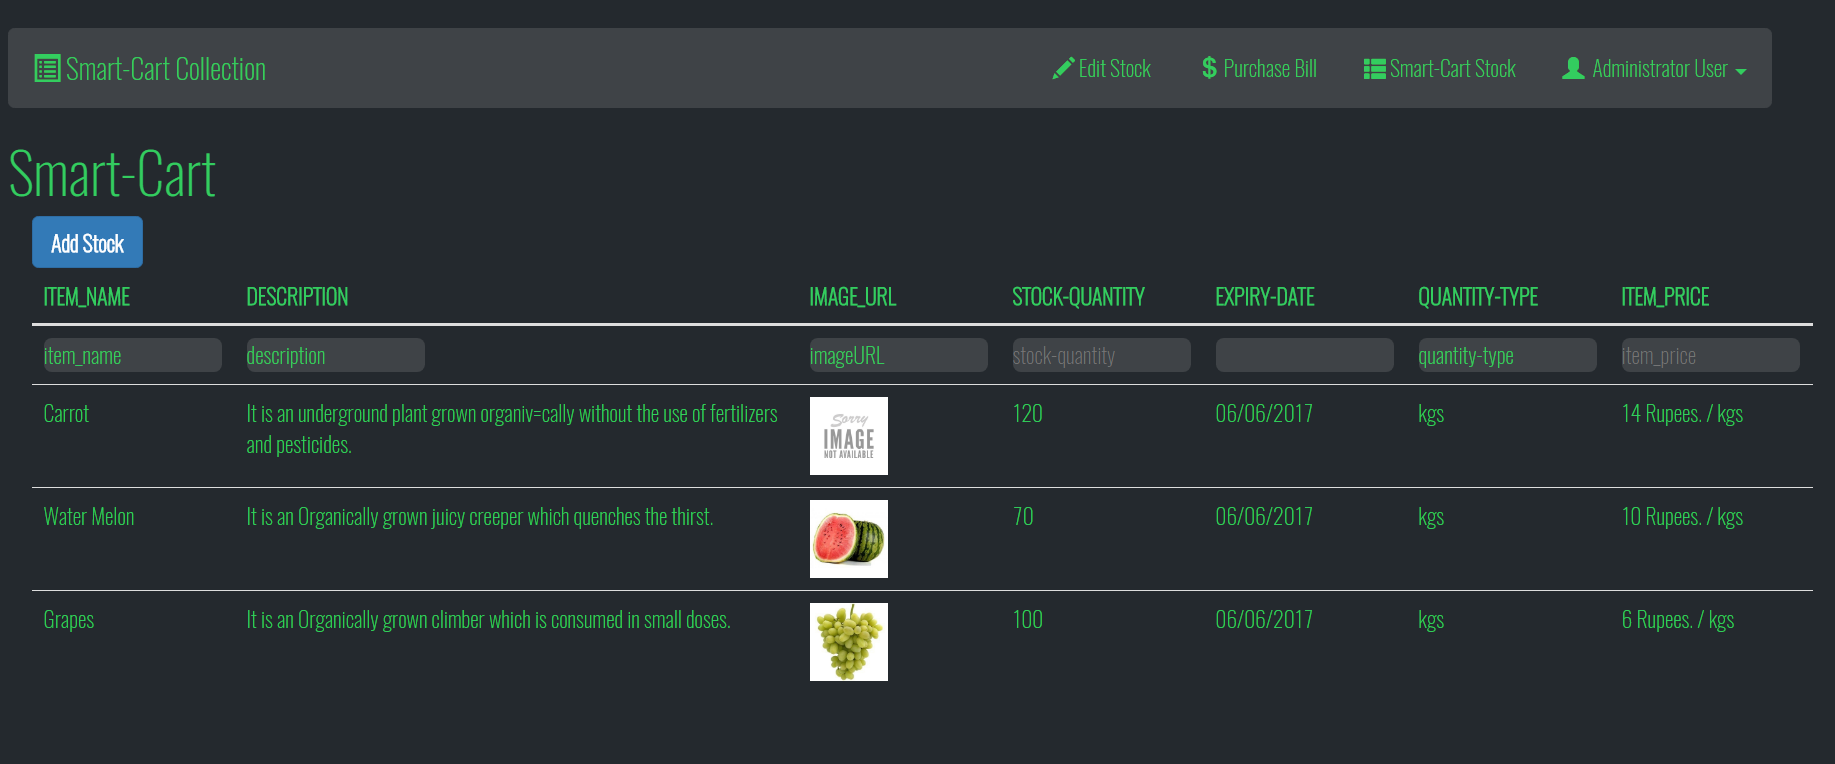 Smart-Cart Collection Edit Stock Purchase Bill Smart-Cart Stock Administrator User
Smart-Cart
Add Stock
ITEM_NAME DESCRIPTION IMAGE_URL STOCK-QUANTITY EXPIRY-DATE QUANTITY-TYPE ITEM_PRICE
item_name description imageURL stock-quantity quantity-type item_price
Carrot It is an underground plant grown organiv=cally without the use of fertilizers 120 06/06/2017 kgs 14 Rupees. / kgs
and pesticides.
Sorry
IMAGE
NOT AVAILABLE
Water Melon It is an Organically grown juicy creeper which quenches the thirst. 70 06/06/2017 kgs 10 Rupees. / kgs
Grapes It is an Organically grown climber which is consumed in small doses. 100 06/06/2017 kgs 6 Rupees. / kgs